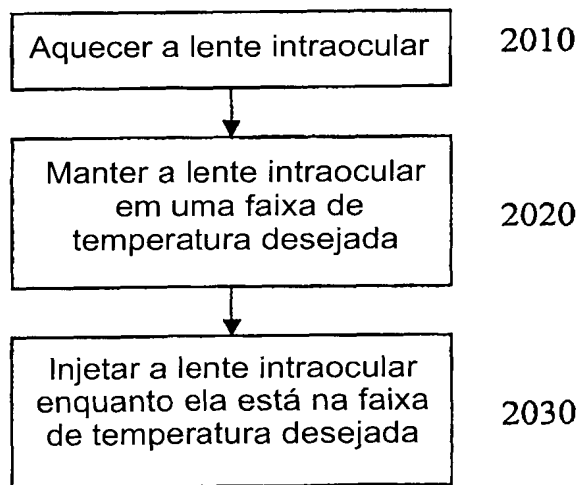 Aquecer a lente intraocular
2010
Manter a lente intraocular
em uma faixa de
temperatura desejada
2020
Injetar a lente intraocular
enquanto ela está na faixa
de temperatura desejada
2030